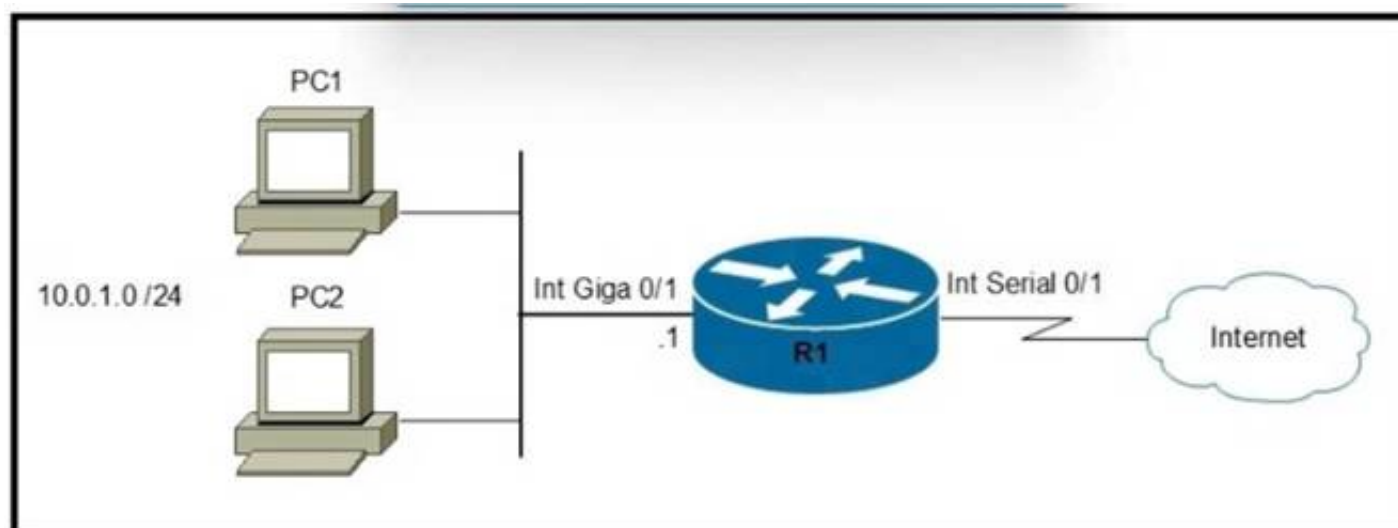 PC1
10.0.1.0 /24
PC2
Int Giga 0/1
.1
R1
Int Serial 0/1
Internet